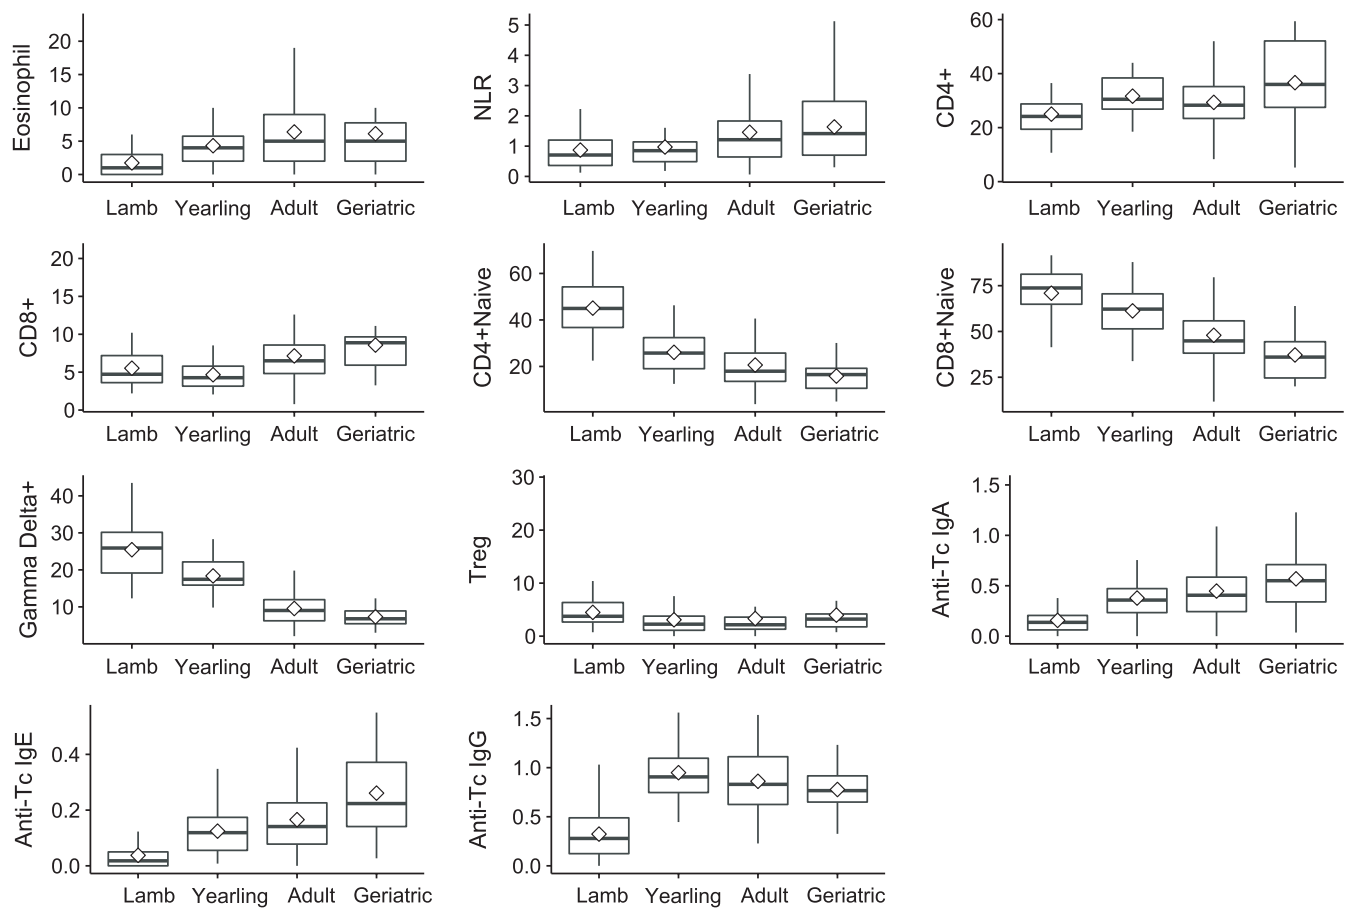 Eosinophil
20
15
10
5
0
Lamb Yearling Adult Geriatric
NLR
5
4
3
2
1
0
Lamb Yearling Adult Geriatric
CD4+
60
40
20
0
Lamb Yearling Adult Geriatric
CD8+
20
15
10
5
0
Lamb Yearling Adult Geriatric
CD4+Naive
60
40
20
Lamb Yearling Adult Geriatric
CD8+Naive
75
50
25
Lamb Yearling Adult Geriatric
Gamma Delta+
40
30
20
10
Lamb Yearling Adult Geriatric
Treg
30
20
10
0
Lamb Yearling Adult Geriatric
Anti-Tc IgA
1.5
1.0
0.5
0.0
Lamb Yearling Adult Geriatric
Anti-Tc IgE
0.4
0.2
0.0
Lamb Yearling Adult Geriatric
Anti-Tc IgG
1.5
1.0
0.5
0.0
Lamb Yearling Adult Geriatric